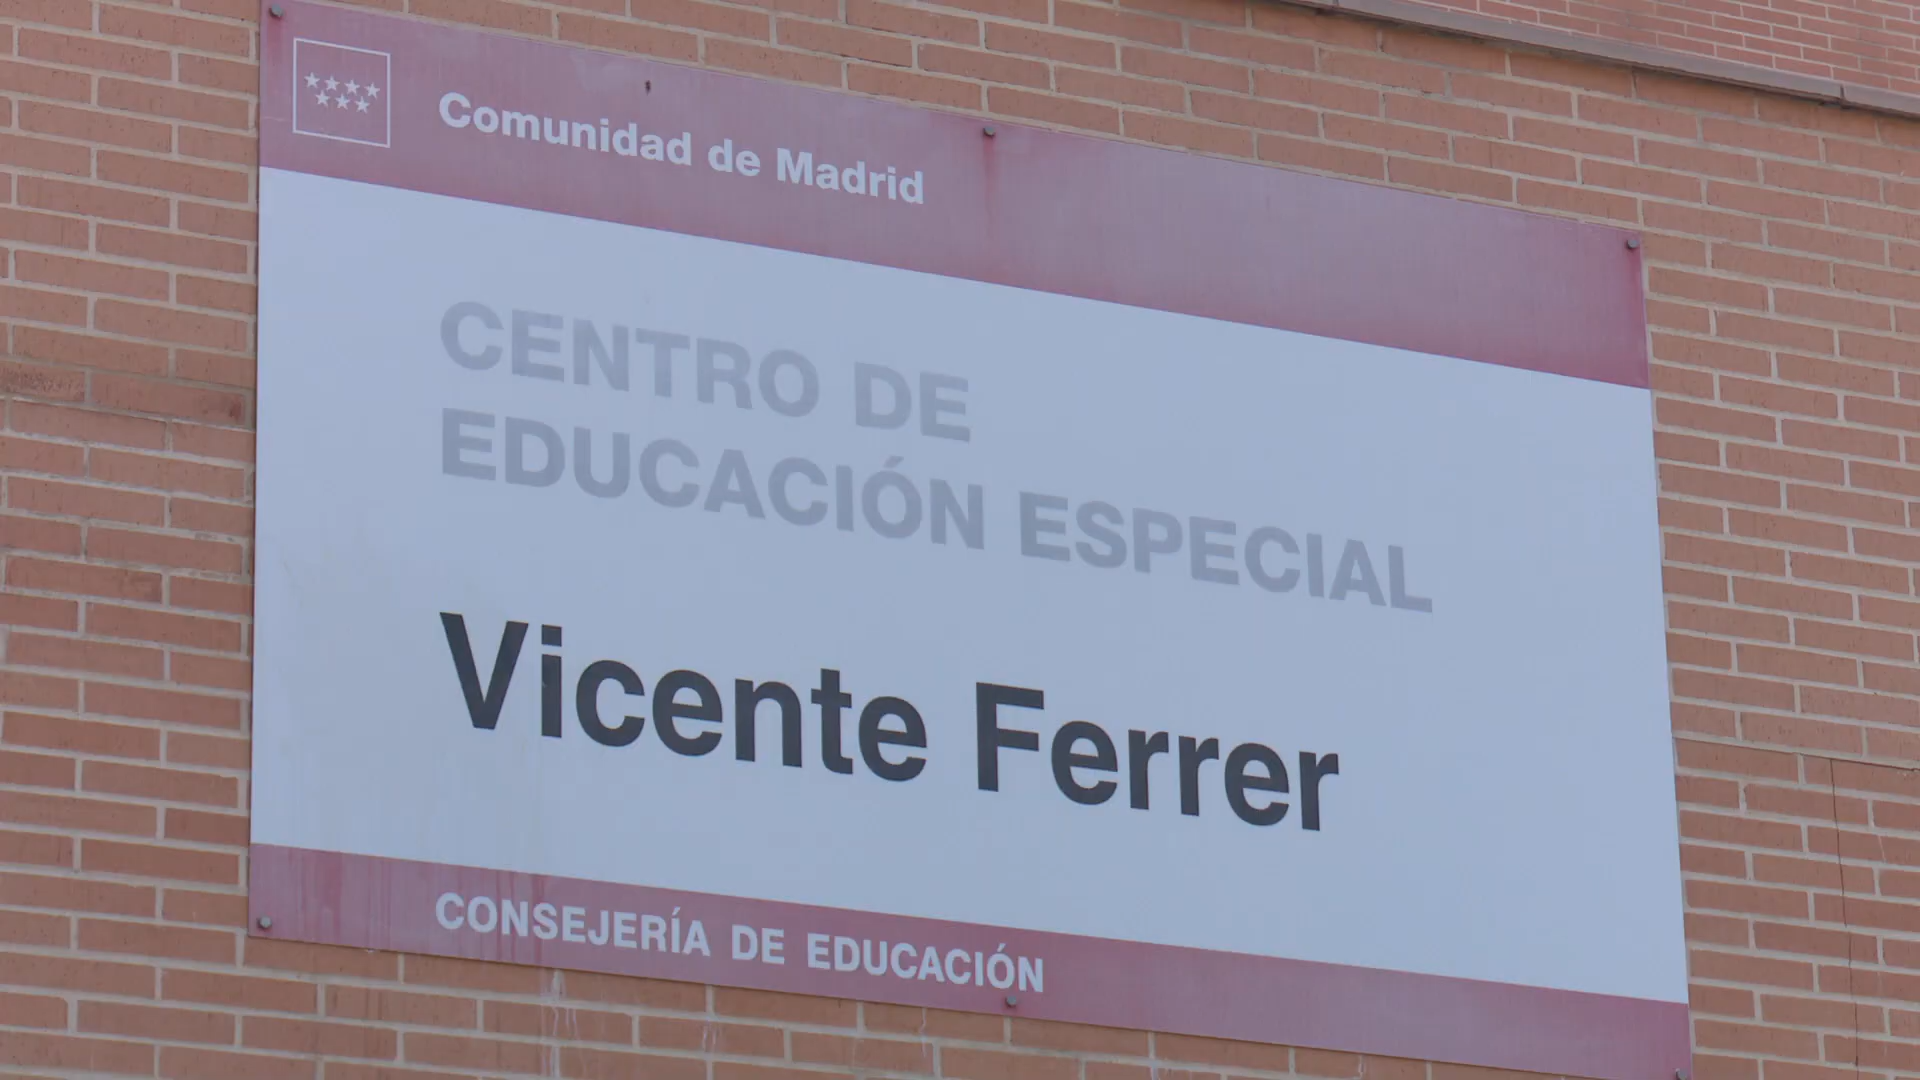 Comunidad de Madrid
CENTRO DE
EDUCACIÓN ESPECIAL
Vicente Ferrer
CONSEJERÍA DE EDUCACIÓN